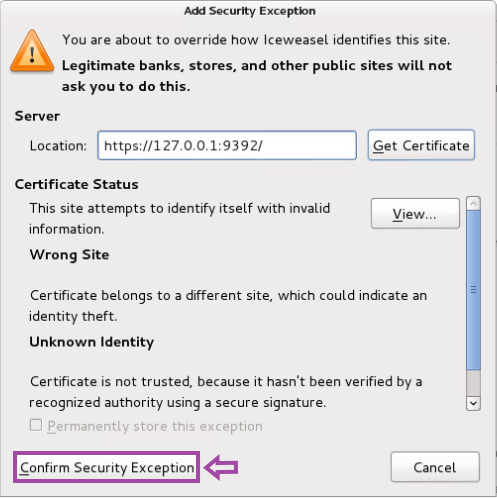 Add Security Exception
You are about to override how Iceweasel identifies this site.
Legitimate banks, stores, and other public sites will not
ask you to do this.
Server
Location: https://127.0.0.1:9392/ Get Certificate
Certificate Status
This site attempts to identify itself with invalid
information.
View...
Wrong Site
Certificate belongs to a different site, which could indicate an
identity theft.
Unknown Identity
Certificate is not trusted, because it hasn't been verified by a
recognized authority using a secure signature.
Permanently store this exception
Confirm Security Exception Cancel